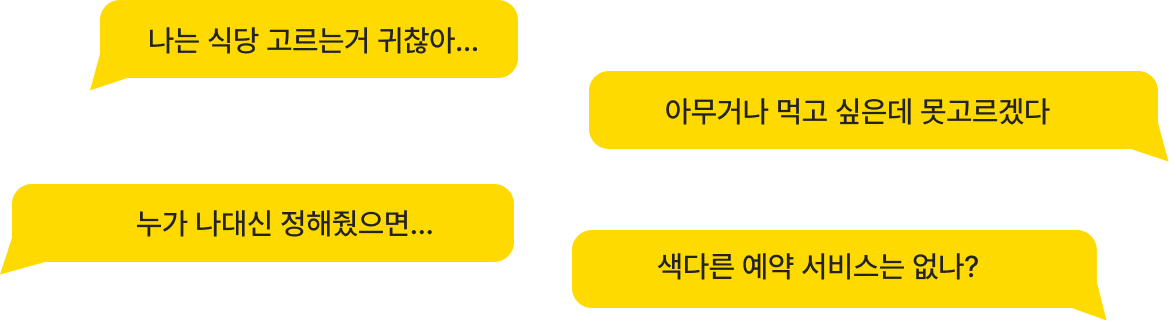 나는 식당 고르는거 귀찮아...
아무거나 먹고 싶은데 못고르겠다
누가 나대신 정해줬으면...
색다른 예약 서비스는 없나?